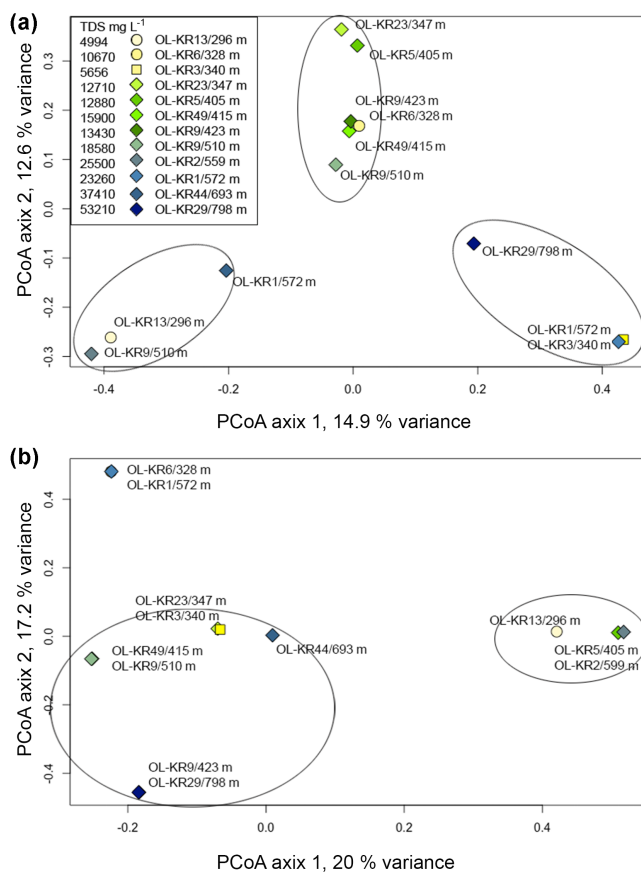 (a)
TDS mg L-1
4994 OL-KR13/296 m
10670 OL-KR6/328 m
5656 OL-KR3/340 m
12710 OL-KR23/347 m
12880 OL-KR5/405 m
15900 OL-KR49/415 m
13430 OL-KR9/423 m
18580 OL-KR9/510 m
25500 OL-KR2/559 m
23260 OL-KR1/572 m
37410 OL-KR44/693 m
53210 OL-KR29/798 m
OL-KR23/347 m
OL-KR5/405 m
OL-KR9/423 m
OL-KR6/328 m
OL-KR49/415 m
OL-KR9/510 m
OL-KR29/798 m
OL-KR1/572 m
OL-KR13/296 m
OL-KR9/510 m
OL-KR1/572 m
OL-KR3/340 m
0.3
0.2
0.1
0.0
-0.1
-0.2
-0.3
PCoA axix 2, 12.6 % variance
-0.4 -0.2 0.0 0.2 0.4
PCoA axix 1, 14.9 % variance
(b)
OL-KR6/328 m
OL-KR1/572 m
OL-KR23/347 m
OL-KR3/340 m
OL-KR13/296 m
OL-KR49/415 m
OL-KR9/510 m
OL-KR44/693 m
OL-KR5/405 m
OL-KR2/599 m
OL-KR9/423 m
OL-KR29/798 m
0.4
0.2
0.0
-0.2
-0.4
PCoA axix 2, 17.2 % variance
-0.2 0.0 0.2 0.4
PCoA axix 1, 20 % variance